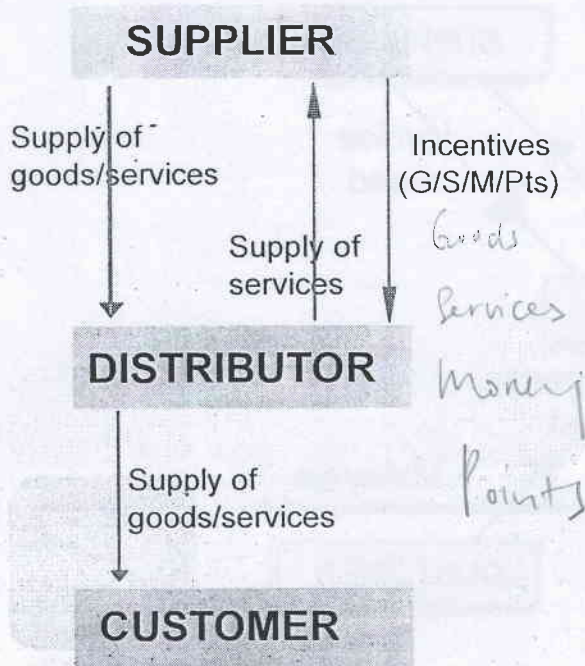 SUPPLIER
Supply of
goods/services
Incentives
(G/S/M/Pts)
Goods
Supply of
services
Services
DISTRIBUTOR
Money
Supply of
goods/services
Points
CUSTOMER